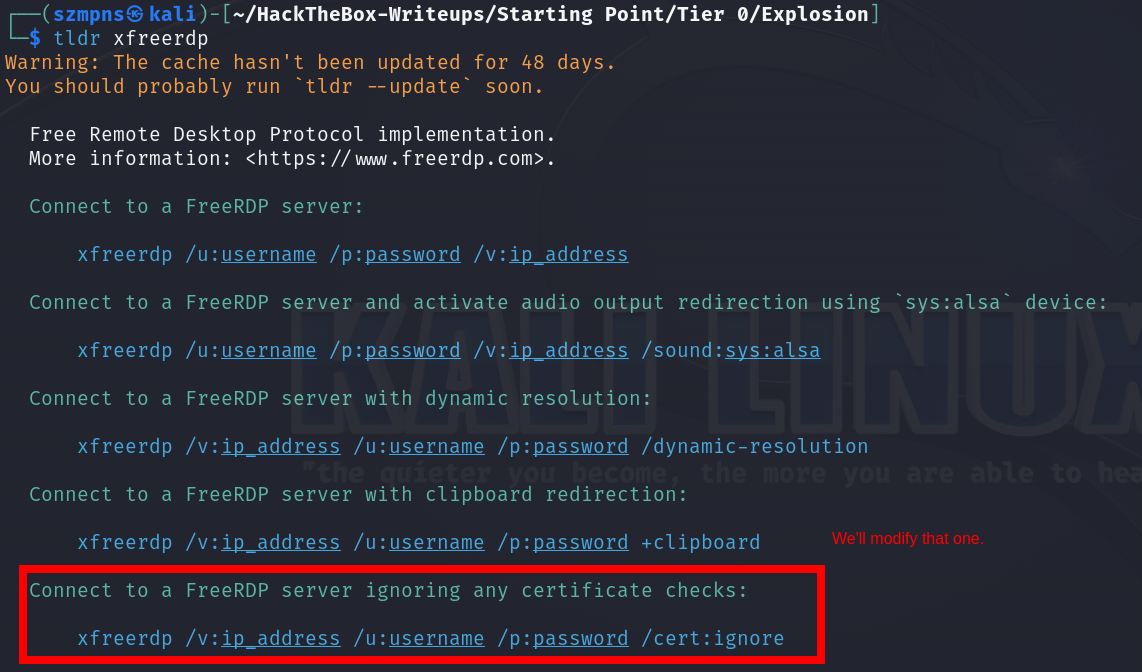 ┌──(szmpns㉿kali)-[~/HackTheBox-Writeups/Starting Point/Tier 0/Explosion]
└─$ tldr xfreerdp
Warning: The cache hasn't been updated for 48 days.
You should probably run `tldr --update` soon.
Free Remote Desktop Protocol implementation.
More information: <https://www.freerdp.com>.
Connect to a FreeRDP server:
xfreerdp /u:username /p:password /v:ip_address
Connect to a FreeRDP server and activate audio output redirection using `sys:alsa` device:
xfreerdp /u:username /p:password /v:ip_address /sound:sys:alsa
Connect to a FreeRDP server with dynamic resolution:
xfreerdp /v:ip_address /u:username /p:password /dynamic-resolution
Connect to a FreeRDP server with clipboard redirection:
xfreerdp /v:ip_address /u:username /p:password +clipboard
We'll modify that one.
Connect to a FreeRDP server ignoring any certificate checks:
xfreerdp /v:ip_address /u:username /p:password /cert:ignore
KALI LINUX
"the quieter you become, the more you are able to hea